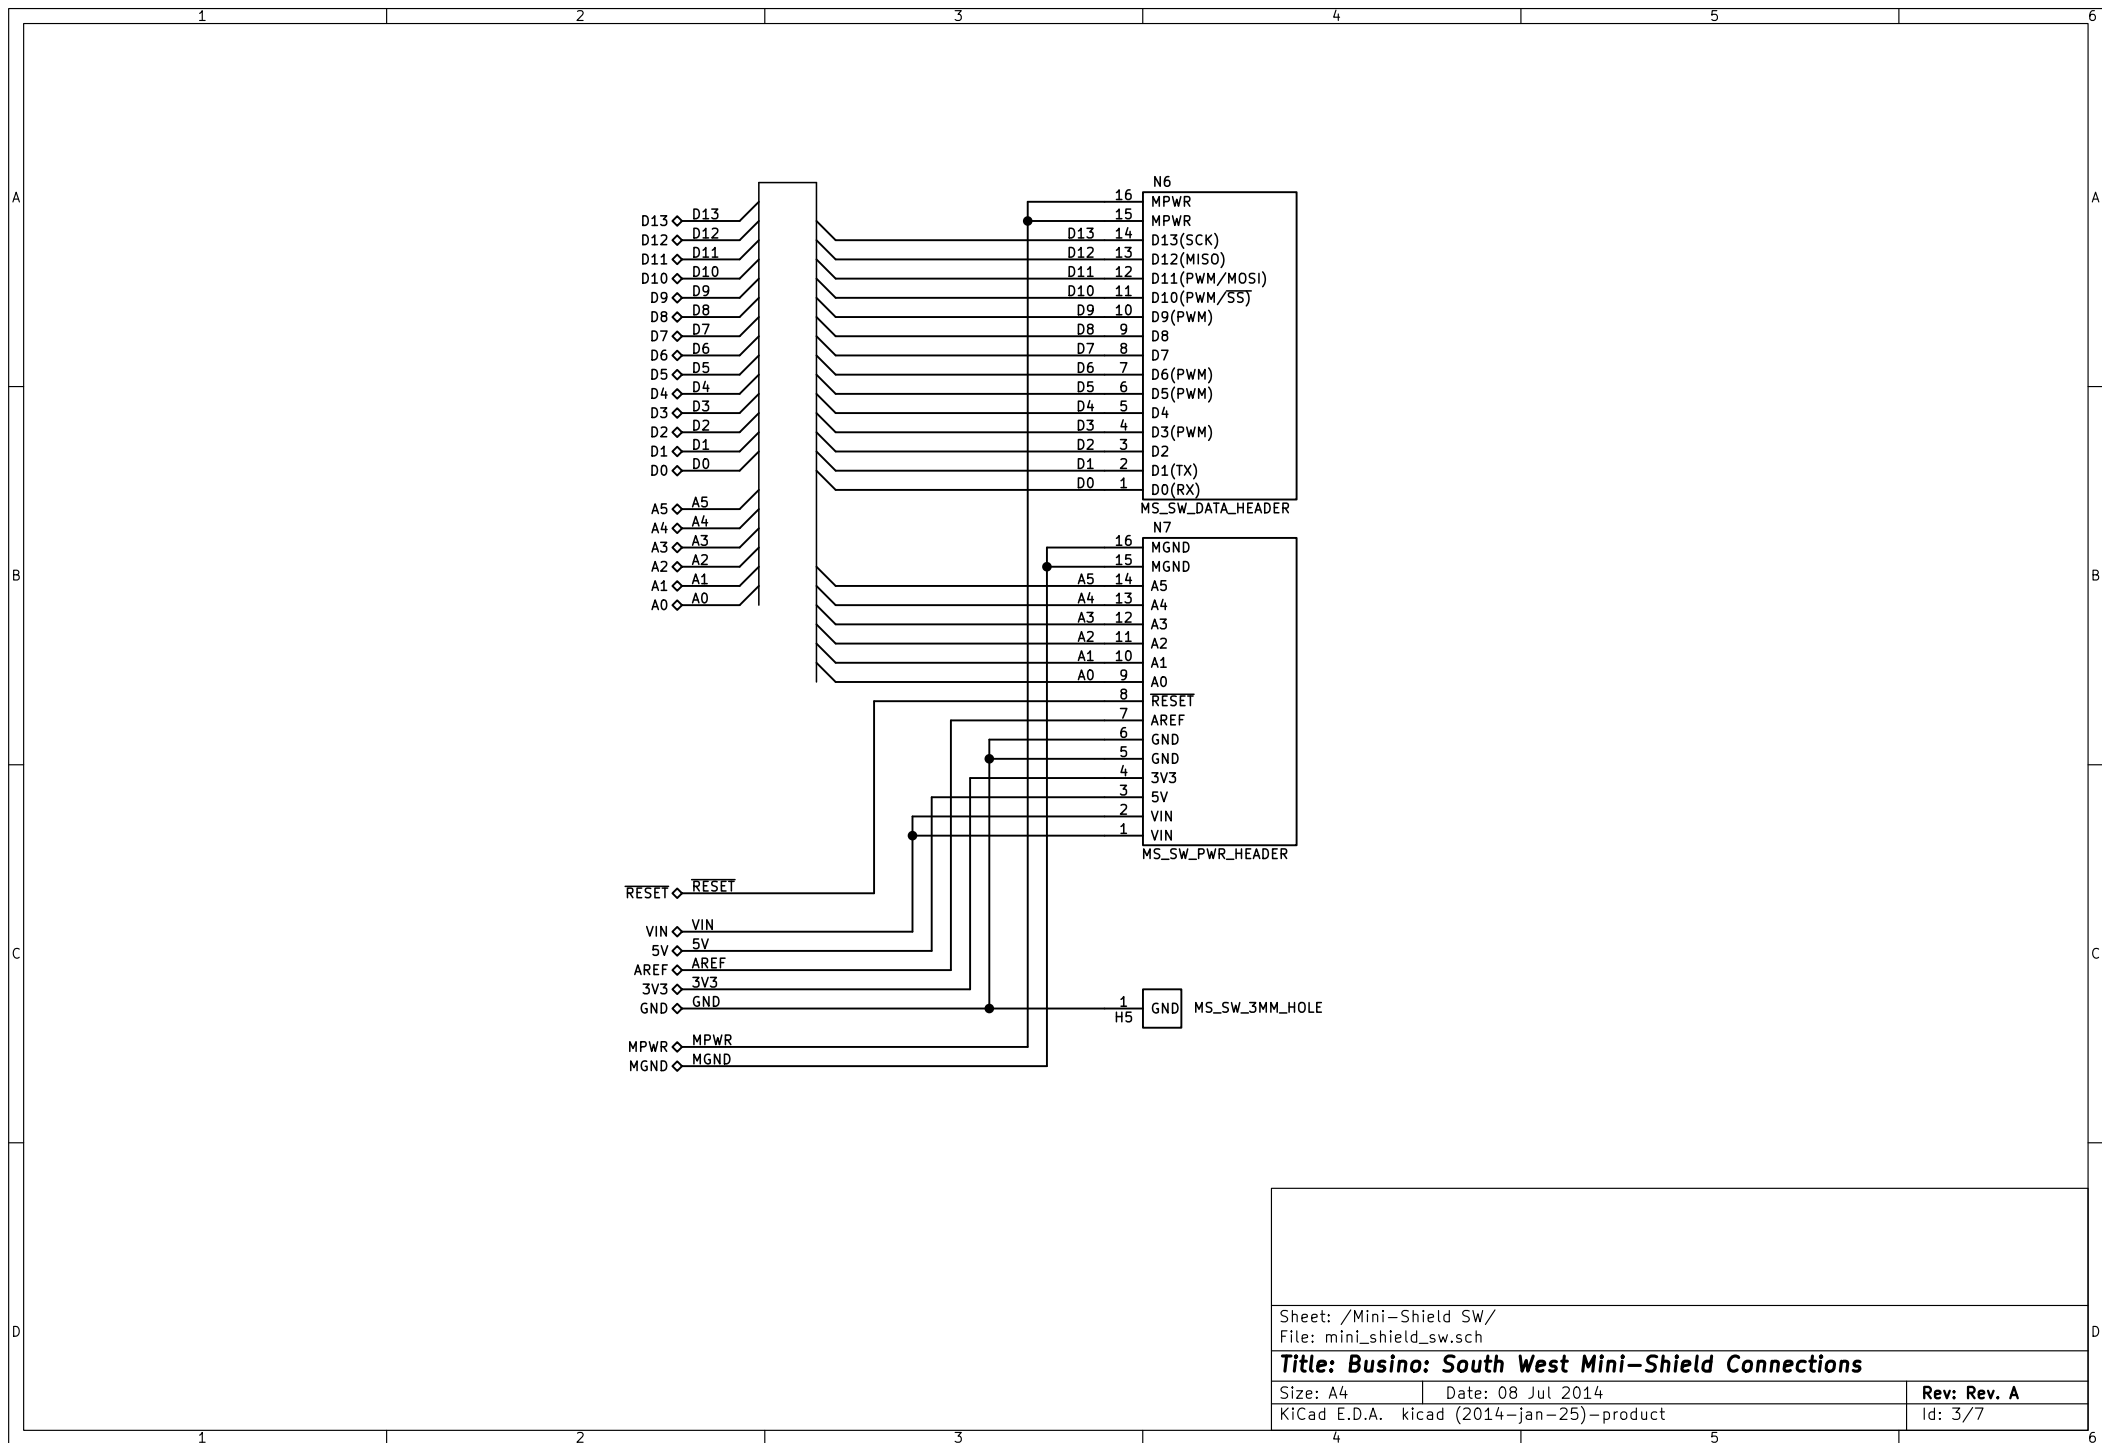 1 2 3 4 5 6
A A
N6
16 MPWR
15 MPWR
D13 D13
D13 14 D13(SCK)
D12 D12
D12 13 D12(MISO)
D11 D11
D11 12 D11(PWM/MOSI)
D10 D10
D10 11 D10(PWM/SS)
D9 D9
D9 10 D9(PWM)
D8 D8
D8 9 D8
D7 D7
D7 8 D7
D6 D6
D6 7 D6(PWM)
D5 D5
D5 6 D5(PWM)
D4 D4
D4 5 D4
D3 D3
D3 4 D3(PWM)
D2 D2
D2 3 D2
D1 D1
D1 2 D1(TX)
D0 D0
D0 1 D0(RX)
MS_SW_DATA_HEADER
A5 A5
A4 A4
A3 A3
A2 A2
A1 A1
A0 A0
B B
N7
16 MGND
15 MGND
A5 14 A5
A4 13 A4
A3 12 A3
A2 11 A2
A1 10 A1
A0 9 A0
8 RESET
7 AREF
6 GND
5 GND
4 3V3
3 5V
2 VIN
1 VIN
MS_SW_PWR_HEADER
RESET RESET
VIN VIN
5V 5V
C C
AREF AREF
3V3 3V3
GND GND
1 GND MS_SW_3MM_HOLE
H5
MPWR MPWR
MGND MGND
D D
Sheet: /Mini-Shield SW/
File: mini_shield_sw.sch
Title: Busino: South West Mini-Shield Connections
Size: A4 Date: 08 Jul 2014 Rev: Rev. A
KiCad E.D.A. kicad (2014-jan-25)-product Id: 3/7
1 2 3 4 5 6